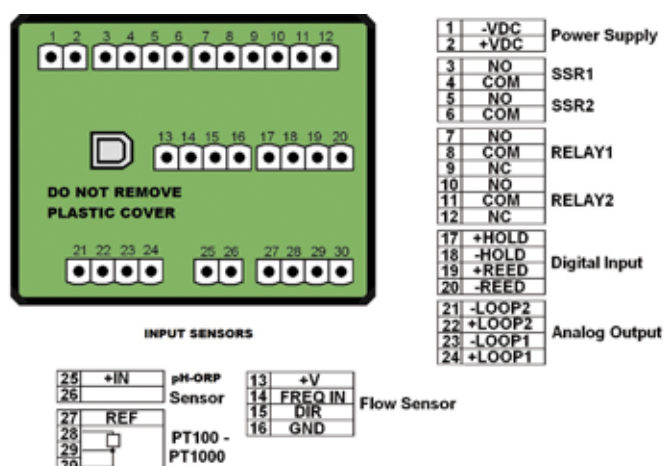 1 2 3 4 5 6 7 8 9 10 11 12
13 14 15 16 17 18 19 20
DO NOT REMOVE
PLASTIC COVER
21 22 23 24 25 26 27 28 29 30
1 -VDC
2 +VDC
Power Supply
3 NO
4 COM
SSR1
5 NO
6 COM
SSR2
7 NO
8 COM
9 NC
RELAY1
10 NO
11 COM
12 NC
RELAY2
17 +HOLD
18 -HOLD
19 +REED
20 -REED
Digital Input
21 -LOOP2
22 +LOOP2
23 -LOOP1
24 +LOOP1
Analog Output
INPUT SENSORS
25 +IN
26
pH-ORP
Sensor
27 REF
28
29
PT100 -
PT1000
13 +V
14 FREQ IN
15 DIR
16 GND
Flow Sensor